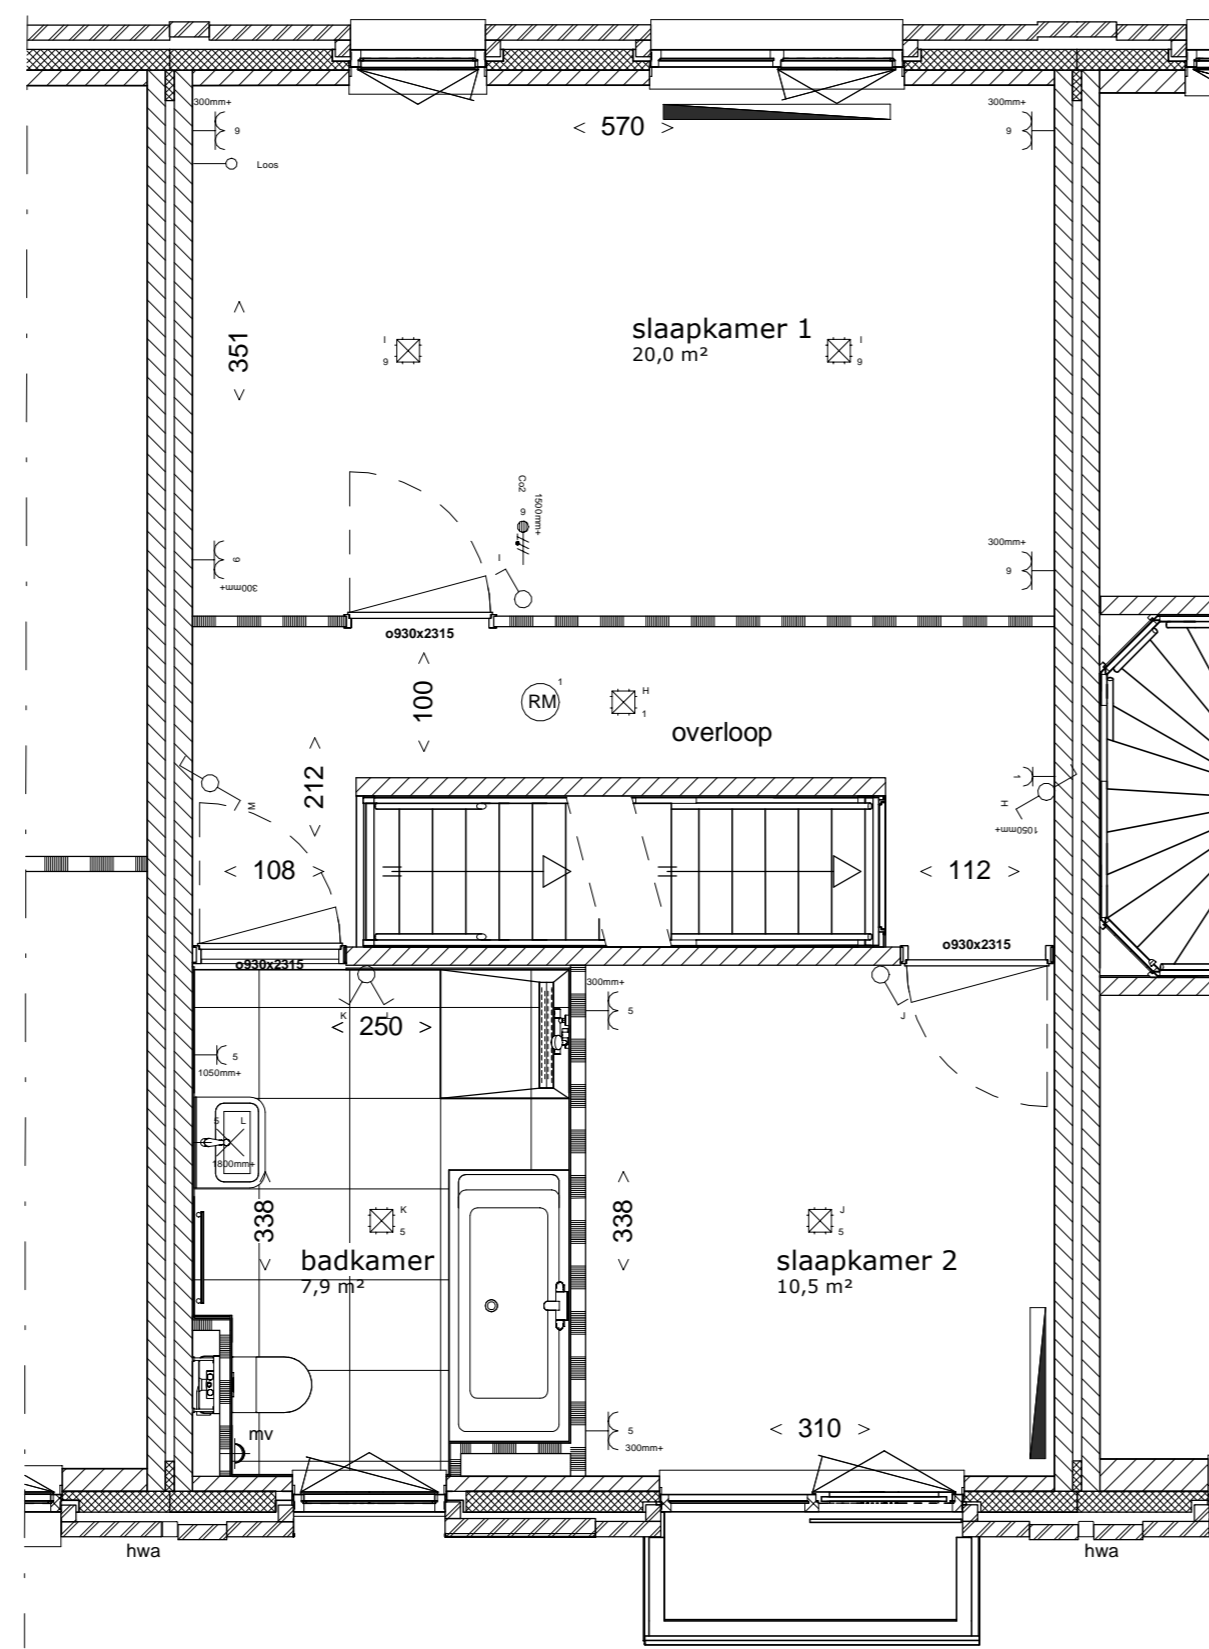 300mm+
9
Loos
< 570 >
300mm+
9
< 351 >
slaapkamer 1
20,0 m²
I
9
I
9
Co2
9
1500mm+
I
9
300mm+
300mm+
9
o930x2315
< 100 >
RM
1
H
1
overloop
< 212 >
M
1
H
1050mm+
< 108 >
< 112 >
o930x2315
o930x2315
K
L
< 250 >
300mm+
5
J
5
1050mm+
5
L
1800mm+
< 338 >
K
5
badkamer
7,9 m²
< 338 >
J
5
slaapkamer 2
10,5 m²
mv
5
300mm+
< 310 >
hwa
hwa